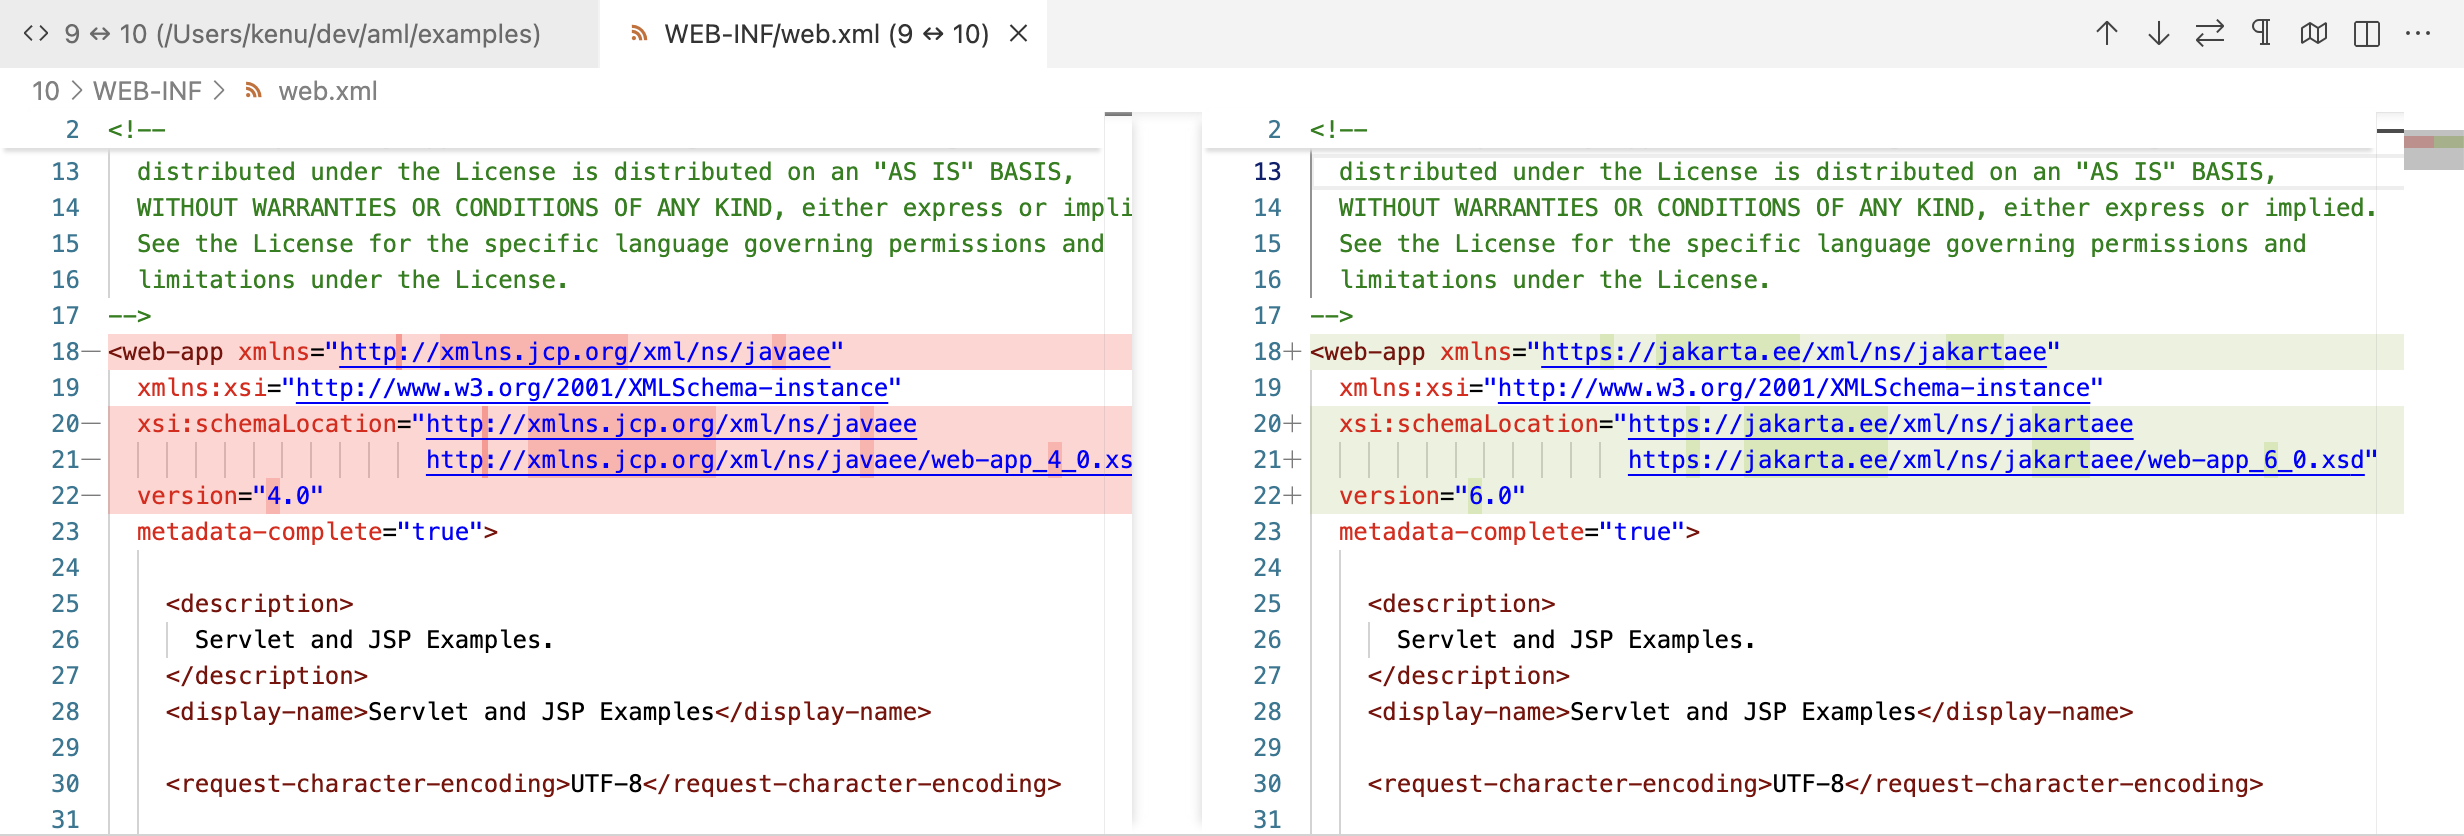 <> 9 ↔ 10 (/Users/kenu/dev/aml/examples)
WEB-INF/web.xml (9 ↔ 10)
10 > WEB-INF > web.xml
2 <!--
13 distributed under the License is distributed on an "AS IS" BASIS,
14 WITHOUT WARRANTIES OR CONDITIONS OF ANY KIND, either express or impli
15 See the License for the specific language governing permissions and
16 limitations under the License.
17 -->
18— <web-app xmlns="http://xmlns.jcp.org/xml/ns/javaee"
19 xmlns:xsi="http://www.w3.org/2001/XMLSchema-instance"
20— xsi:schemaLocation="http://xmlns.jcp.org/xml/ns/javaee
21— http://xmlns.jcp.org/xml/ns/javaee/web-app_4_0.xs
22— version="4.0"
23 metadata-complete="true">
24
25 <description>
26 Servlet and JSP Examples.
27 </description>
28 <display-name>Servlet and JSP Examples</display-name>
29
30 <request-character-encoding>UTF-8</request-character-encoding>
31
2 <!--
13 distributed under the License is distributed on an "AS IS" BASIS,
14 WITHOUT WARRANTIES OR CONDITIONS OF ANY KIND, either express or implied.
15 See the License for the specific language governing permissions and
16 limitations under the License.
17 -->
18+ <web-app xmlns="https://jakarta.ee/xml/ns/jakartaee"
19 xmlns:xsi="http://www.w3.org/2001/XMLSchema-instance"
20+ xsi:schemaLocation="https://jakarta.ee/xml/ns/jakartaee
21+ https://jakarta.ee/xml/ns/jakartaee/web-app_6_0.xsd"
22+ version="6.0"
23 metadata-complete="true">
24
25 <description>
26 Servlet and JSP Examples.
27 </description>
28 <display-name>Servlet and JSP Examples</display-name>
29
30 <request-character-encoding>UTF-8</request-character-encoding>
31